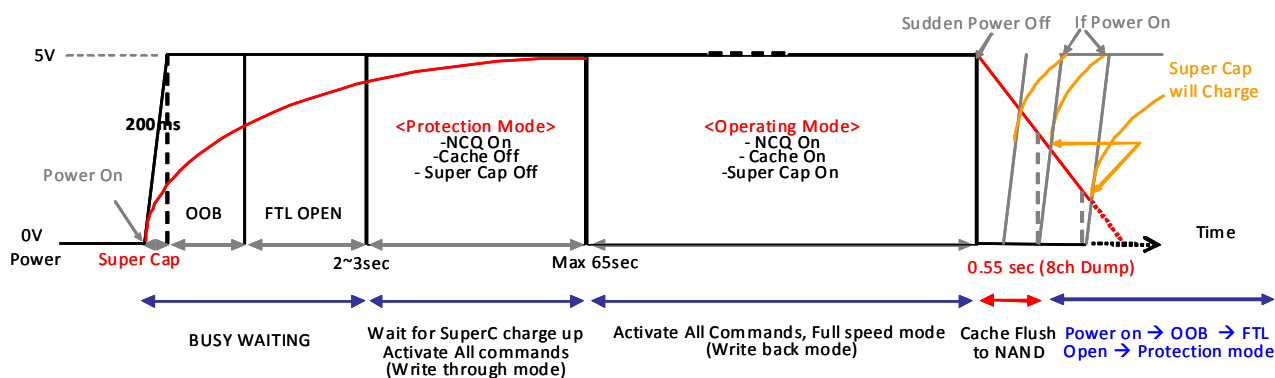 Sudden Power Off
If Power On
5V
Super Cap
will Charge
200ms
<Protection Mode>
-NCQ On
-Cache Off
- Super Cap Off
<Operating Mode>
- NCQ On
- Cache On
-Super Cap On
Power On
OOB
FTL OPEN
0V
Power
Super Cap
2~3sec
Max 65sec
0.55 sec (8ch Dump)
Time
BUSY WAITING
Wait for SuperC charge up
Activate All commands
(Write through mode)
Activate All Commands, Full speed mode
(Write back mode)
Cache Flush
to NAND
Power on → OOB → FTL
Open → Protection mode